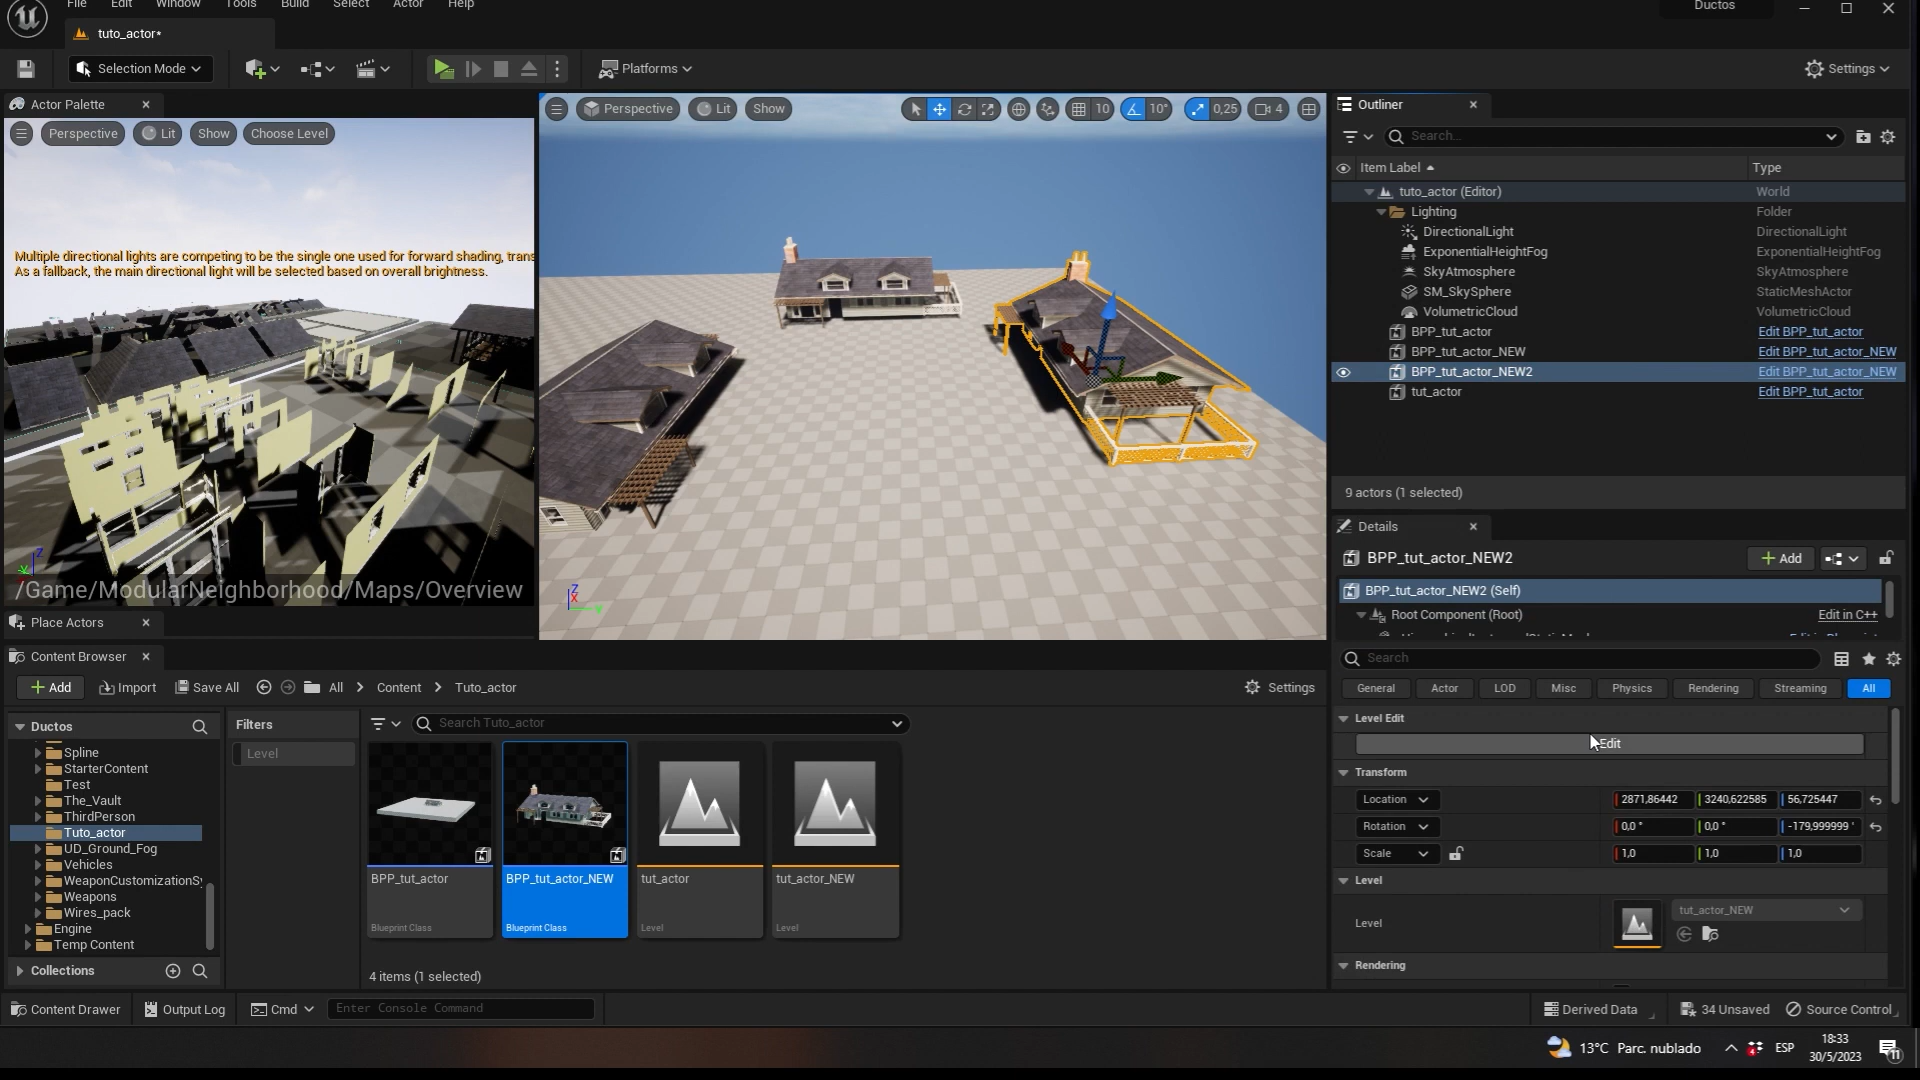 File Edit Window Tools Build Select Actor Help
Ductos
tuto_actor*
Selection Mode
Platforms
Settings
Actor Palette
Perspective Lit Show Choose Level
Multiple directional lights are competing to be the single one used for forward shading, trans
As a fallback, the main directional light will be selected based on overall brightness.
/Game/ModularNeighborhood/Maps/Overview
Z
Place Actors
Perspective Lit Show
10 10° 0,25 4
Z
X
Outliner
Search...
Item Label Type
tuto_actor (Editor) World
Lighting Folder
DirectionalLight DirectionalLight
ExponentialHeightFog ExponentialHeightFog
SkyAtmosphere SkyAtmosphere
SM_SkySphere StaticMeshActor
VolumetricCloud VolumetricCloud
BPP_tut_actor Edit BPP_tut_actor
BPP_tut_actor_NEW Edit BPP_tut_actor_NEW
BPP_tut_actor_NEW2 Edit BPP_tut_actor_NEW
tut_actor Edit BPP_tut_actor
9 actors (1 selected)
Details
BPP_tut_actor_NEW2
Add
BPP_tut_actor_NEW2 (Self)
Root Component (Root) Edit in C++
Search
General Actor LOD Misc Physics Rendering Streaming All
Level Edit
Edit
Transform
Location 2871,86442 3240,622585 56,725447
Rotation 0,0 ° 0,0 ° -179,999999 °
Scale 1,0 1,0 1,0
Level
Level tut_actor_NEW
Rendering
Content Browser
Add Import Save All All Content Tuto_actor
Settings
Ductos
Spline
StarterContent
Test
The_Vault
ThirdPerson
Tuto_actor
UD_Ground_Fog
Vehicles
WeaponCustomizationSy
Weapons
Wires_pack
Engine
Temp Content
Collections
Filters
Level
Search Tuto_actor
BPP_tut_actor
Blueprint Class
BPP_tut_actor_NEW
Blueprint Class
tut_actor
Level
tut_actor_NEW
Level
4 items (1 selected)
Content Drawer Output Log Cmd Enter Console Command
Derived Data 34 Unsaved Source Control
13°C Parc. nublado
ESP
18:33
30/5/2023
11